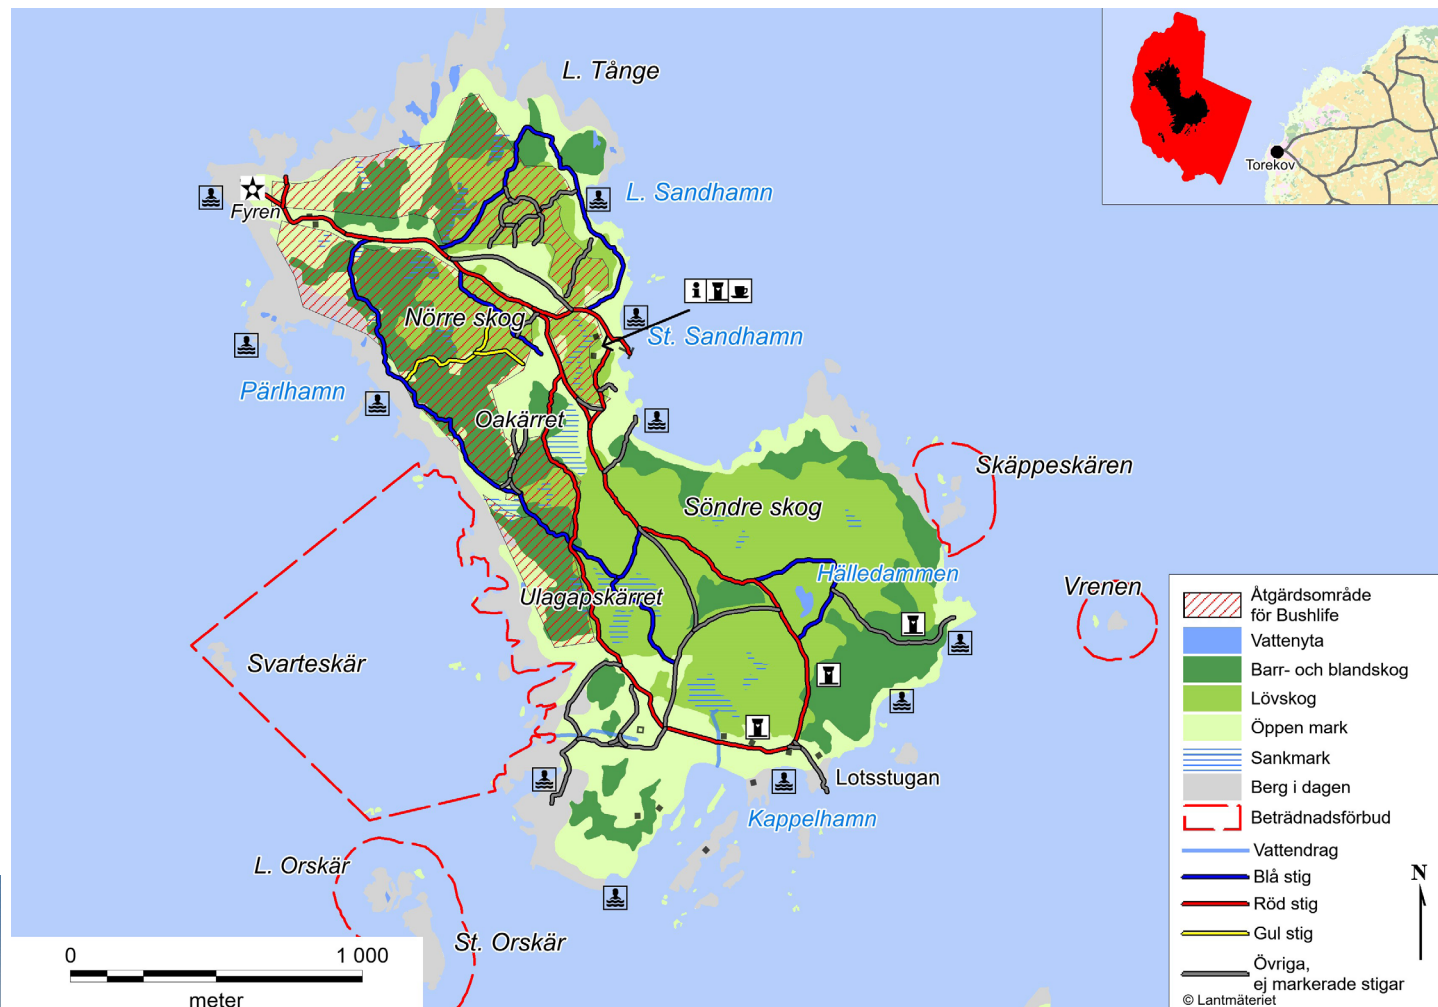 L. Tånge
Torekov
L. Sandhamn
Fyren
Nörre skog
St. Sandhamn
Pärlhamn
Oakärret
Skäppeskären
Söndre skog
Hälledammen
Vrenen
Ulagapskärret
Svarteskär
Lotsstugan
Kappelhamn
L. Orskär
St. Orskär
0 1 000
meter
Åtgärdsområde
för Bushlife
Vattenyta
Barr- och blandskog
Lövskog
Öppen mark
Sankmark
Berg i dagen
Beträdnadsförbud
Vattendrag
Blå stig
Röd stig
Gul stig
Övriga,
ej markerade stigar
N
© Lantmäteriet